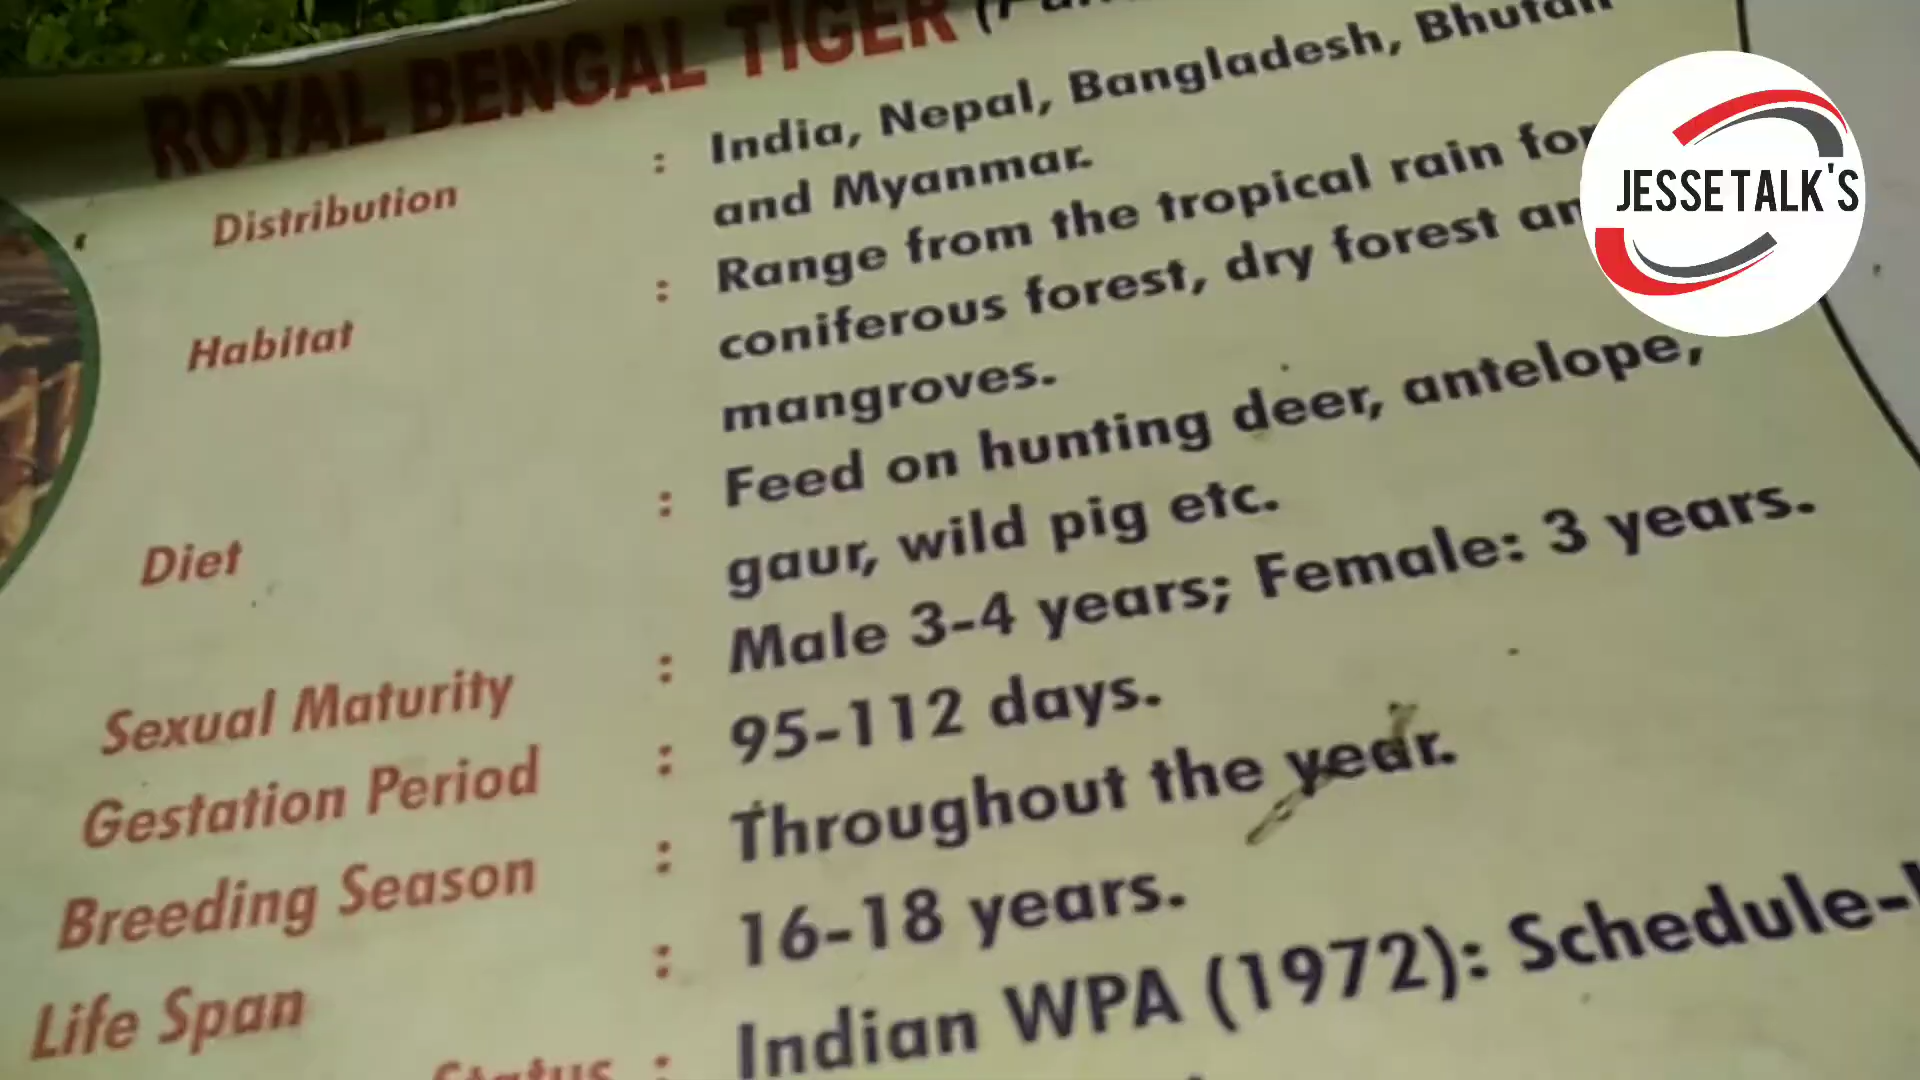 ROYAL BENGAL TIGER
Distribution : India, Nepal, Bangladesh, Bhutan
and Myanmar.
Habitat : Range from the tropical rain
coniferous forest, dry forest
mangroves.
Diet : Feed on hunting deer, antelope,
gaur, wild pig etc.
Sexual Maturity : Male 3-4 years; Female: 3 years.
Gestation Period : 95-112 days.
Breeding Season : Throughout the year.
Life Span : 16-18 years.
Status : Indian WPA (1972): Schedule-
JESSETALK'S